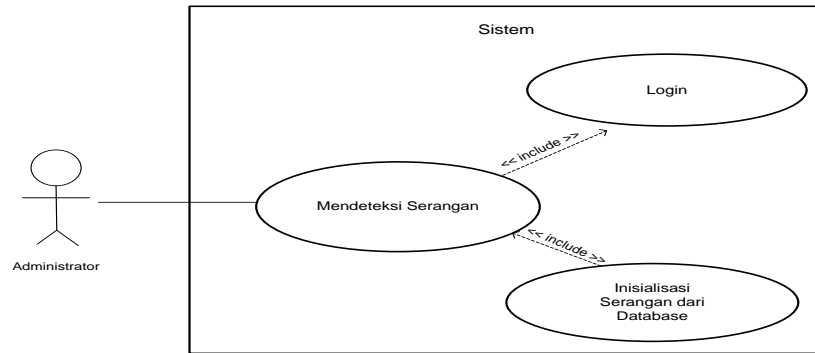 Sistem
Login
<< include >>
Mendeteksi Serangan
<< include >>
Administrator
Inisialisasi
Serangan dari
Database